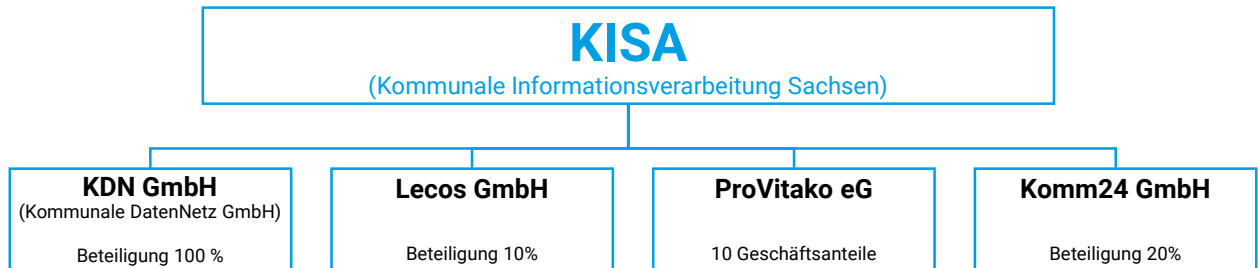 KISA
(Kommunale Informationsverarbeitung Sachsen)
KDN GmbH
(Kommunale DatenNetz GmbH)
Beteiligung 100 %
Lecos GmbH
Beteiligung 10%
ProVitako eG
10 Geschäftsanteile
Komm24 GmbH
Beteiligung 20%